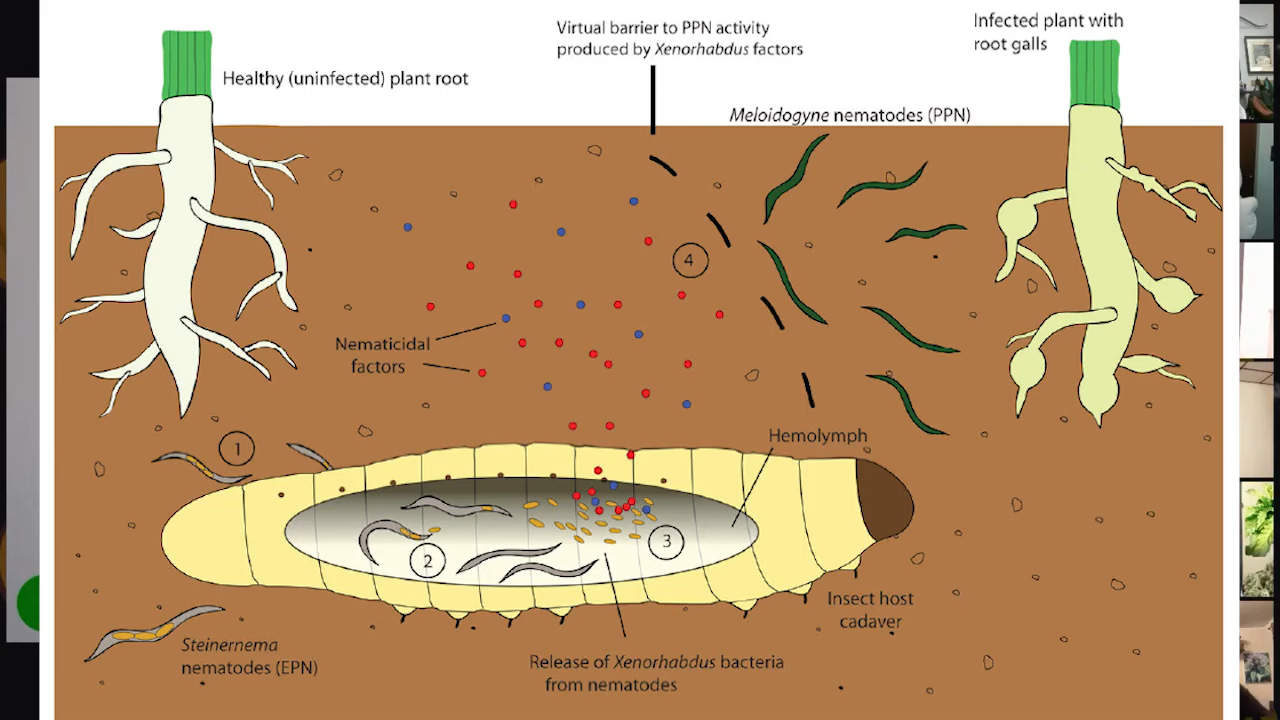 Virtual barrier to PPN activity
produced by Xenorhabdus factors
Infected plant with
root galls
Healthy (uninfected) plant root
Meloidogyne nematodes (PPN)
4
Nematicidal
factors
1
Hemolymph
2
3
Insect host
cadaver
Steinernema
nematodes (EPN)
Release of Xenorhabdus bacteria
from nematodes